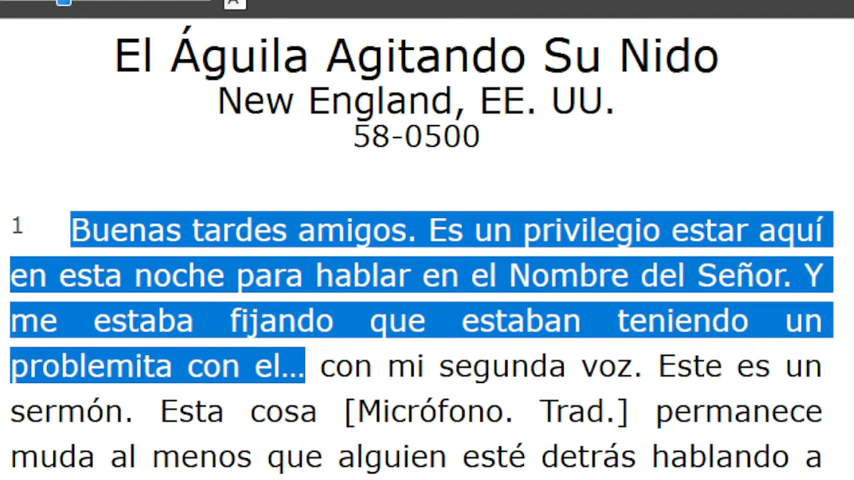 El Águila Agitando Su Nido
New England, EE. UU.
58-0500
1 Buenas tardes amigos. Es un privilegio estar aquí
en esta noche para hablar en el Nombre del Señor. Y
me estaba fijando que estaban teniendo un
problemita con el... con mi segunda voz. Este es un
sermón. Esta cosa [Micrófono. Trad.] permanece
muda al menos que alguien esté detrás hablando a